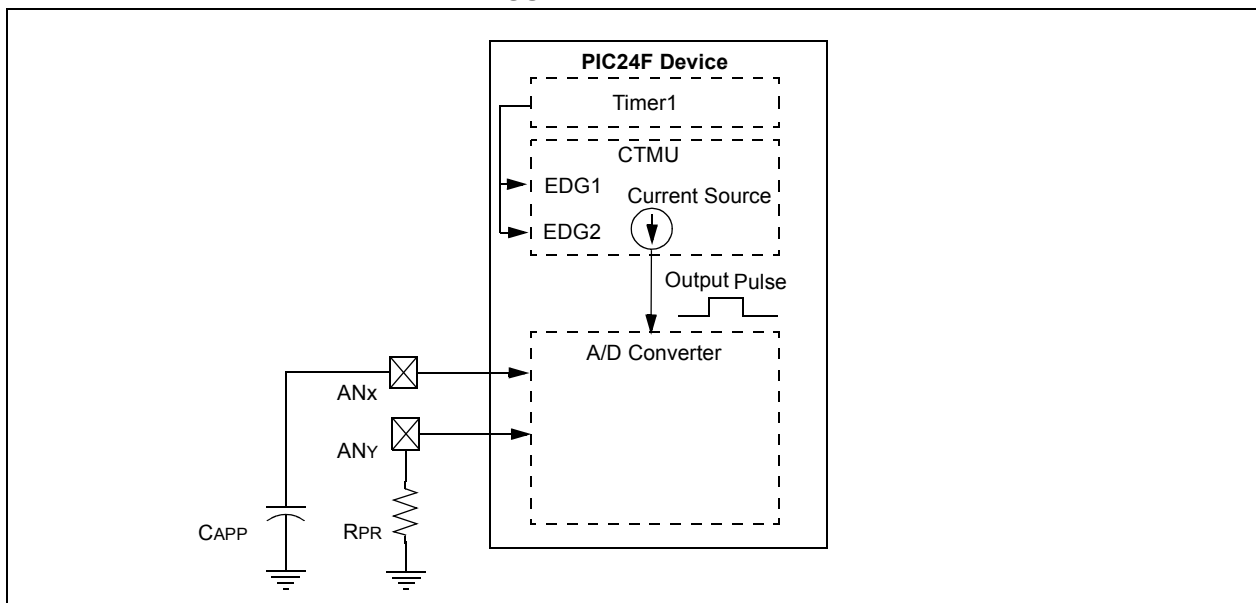 PIC24F Device
Timer1
CTMU
EDG1
Current Source
EDG2
Output Pulse
A/D Converter
ANX
ANY
CAPP
RPR